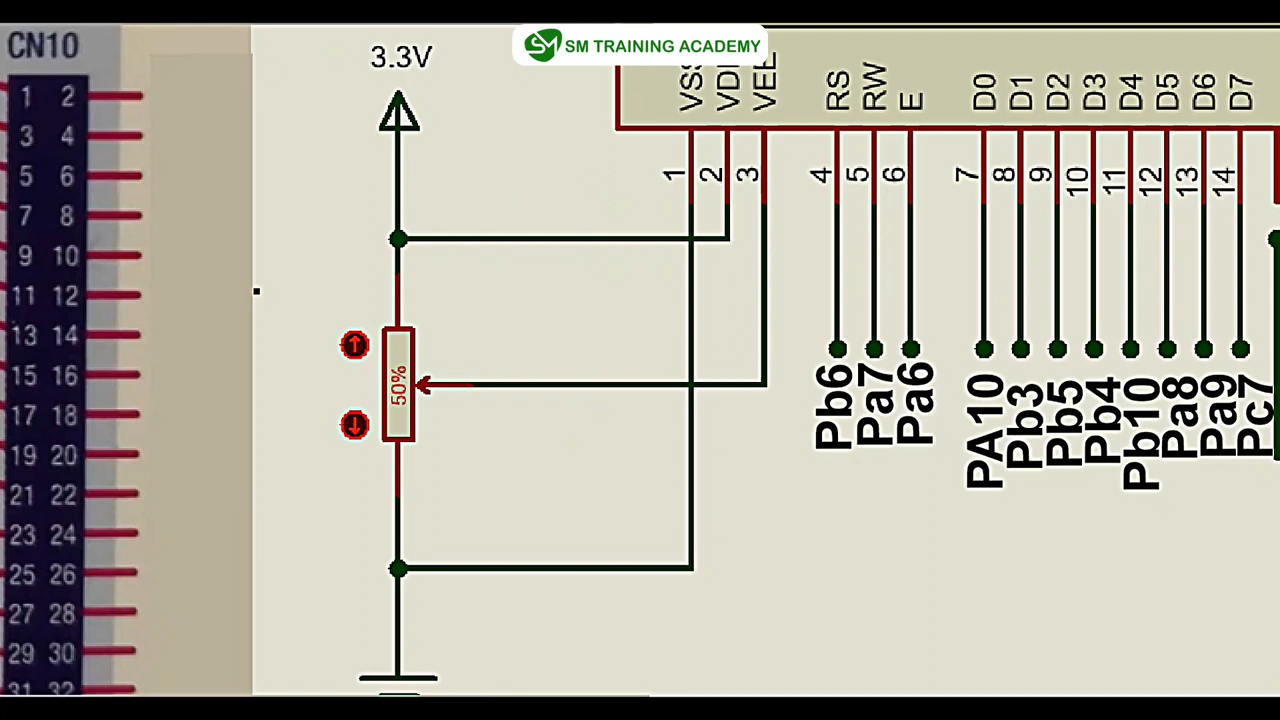 CN10
1 2
3 4
5 6
7 8
9 10
11 12
13 14
15 16
17 18
19 20
21 22
23 24
25 26
27 28
29 30
31 32
3.3V
SM TRAINING ACADEMY
VSS VDD VEE RS RW E D0 D1 D2 D3 D4 D5 D6 D7
1 2 3 4 5 6 7 8 9 10 11 12 13 14
50%
Pb6 Pa7 Pa6 PA10 Pb3 Pb5 Pb4 Pb10 Pa8 Pa9 Pc7